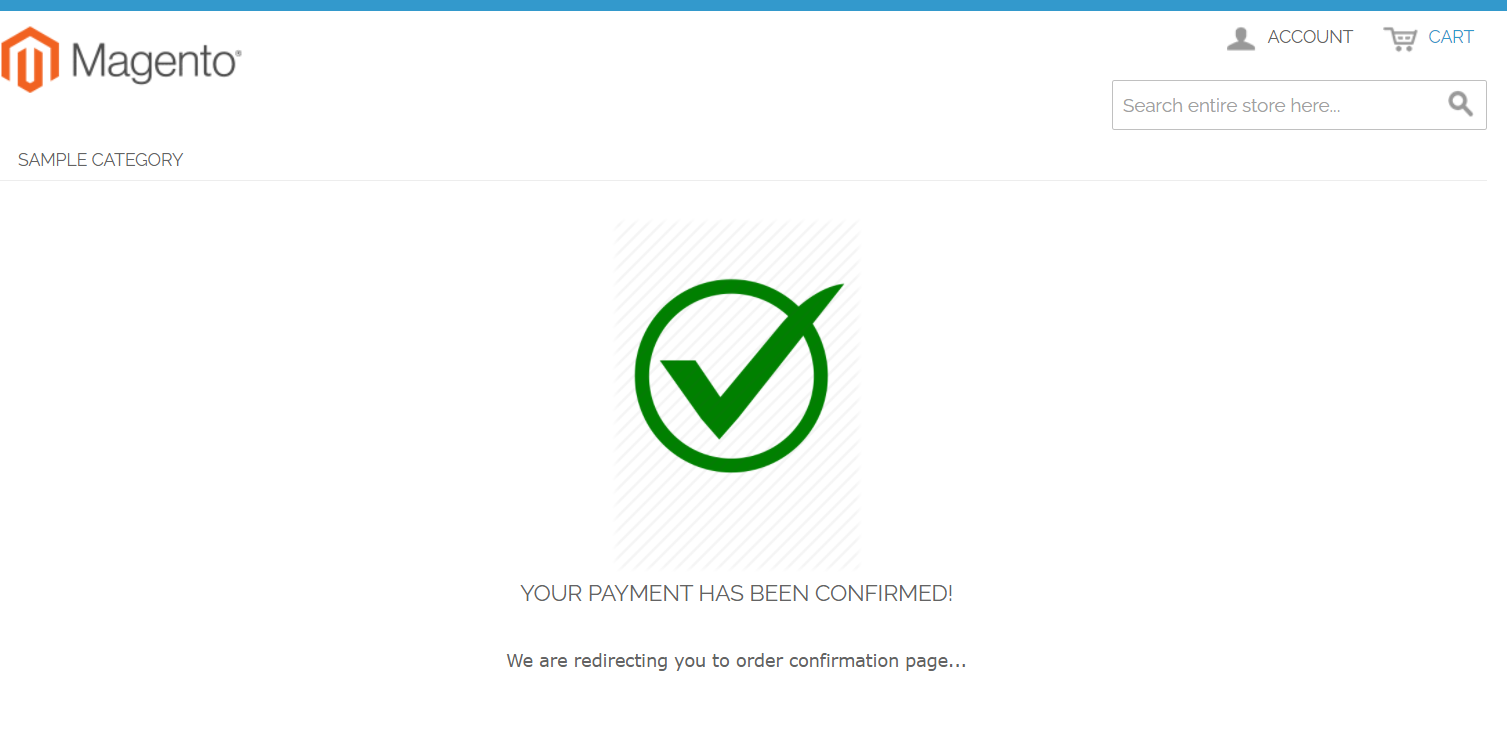 Magento®
ACCOUNT
CART
Search entire store here...
SAMPLE CATEGORY
YOUR PAYMENT HAS BEEN CONFIRMED!
We are redirecting you to order confirmation page...